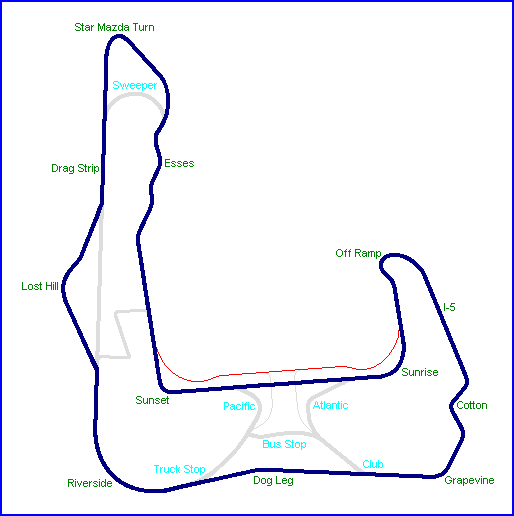 Star Mazda Turn
Sweeper
Esses
Drag Strip
Off Ramp
Lost Hill
I-5
Sunrise
Sunset
Pacific
Atlantic
Cotton
Bus Stop
Truck Stop
Club
Riverside
Dog Leg
Grapevine